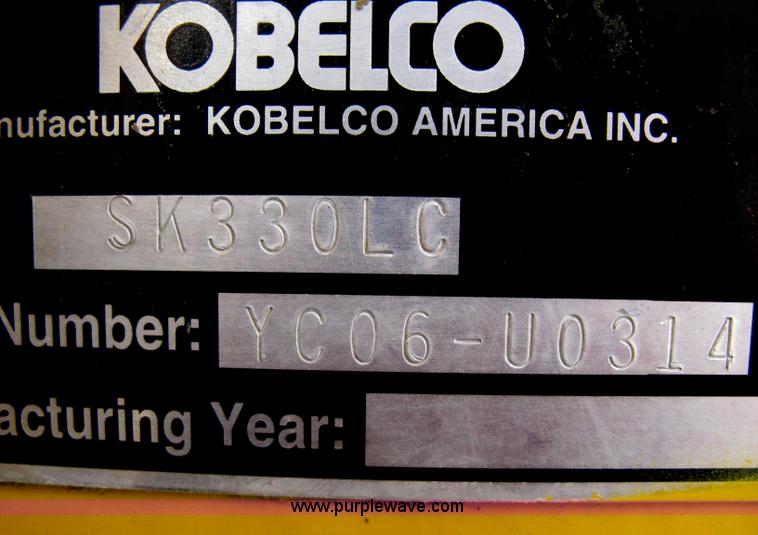 KOBELCO
nufacturer: KOBELCO AMERICA INC.
SK330LC
Number: YC06-U0314
acturing Year:
www.purplewave.com